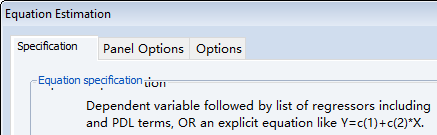 Equation Estimation
Specification Panel Options Options
Equation specification
Dependent variable followed by list of regressors including
and PDL terms, OR an explicit equation like Y=c(1)+c(2)*X.